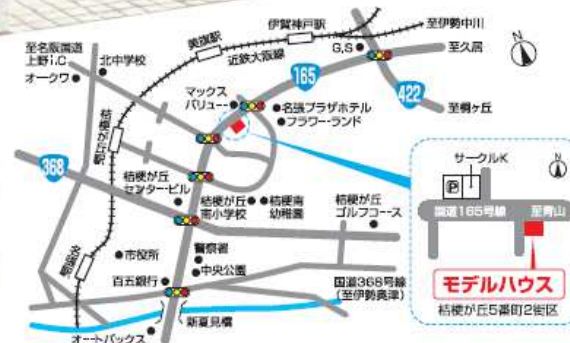 伊賀神戸駅
至伊勢中川
至名阪国道
上野i.C
オークワ
北中学校
美旗駅
近鉄大阪線
G,S
至久居
N
165
422
マックス
バリュー
名張プラザホテル
フラワー・ランド
至桐ヶ丘
桔梗が丘駅
368
桔梗が丘
センタービル
桔梗が丘
南小学校
桔梗南
幼稚園
桔梗が丘
ゴルフコース
市役所
警察署
中央公園
百五銀行
国道368号線
(至伊勢奥津)
新夏見橋
オートバックス
サークルK
N
P
国道165号線
至青山
モデルハウス
桔梗が丘5番町2街区